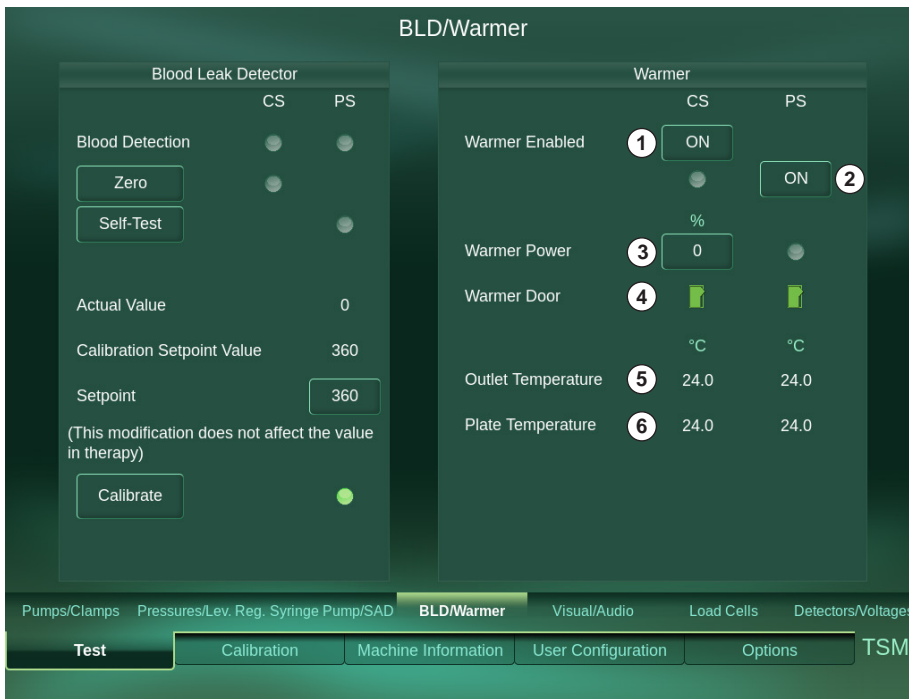 BLD/Warmer
Blood Leak Detector
CS PS
Blood Detection
Zero
Self-Test
Actual Value 0
Calibration Setpoint Value 360
Setpoint 360
(This modification does not affect the value
in therapy)
Calibrate
Warmer
CS PS
Warmer Enabled 1 ON
ON 2
%
Warmer Power 3 0
Warmer Door 4
°C °C
Outlet Temperature 5 24.0 24.0
Plate Temperature 6 24.0 24.0
Pumps/Clamps Pressures/Lev. Reg. Syringe Pump/SAD BLD/Warmer Visual/Audio Load Cells Detectors/Voltages
Test Calibration Machine Information User Configuration Options TSM